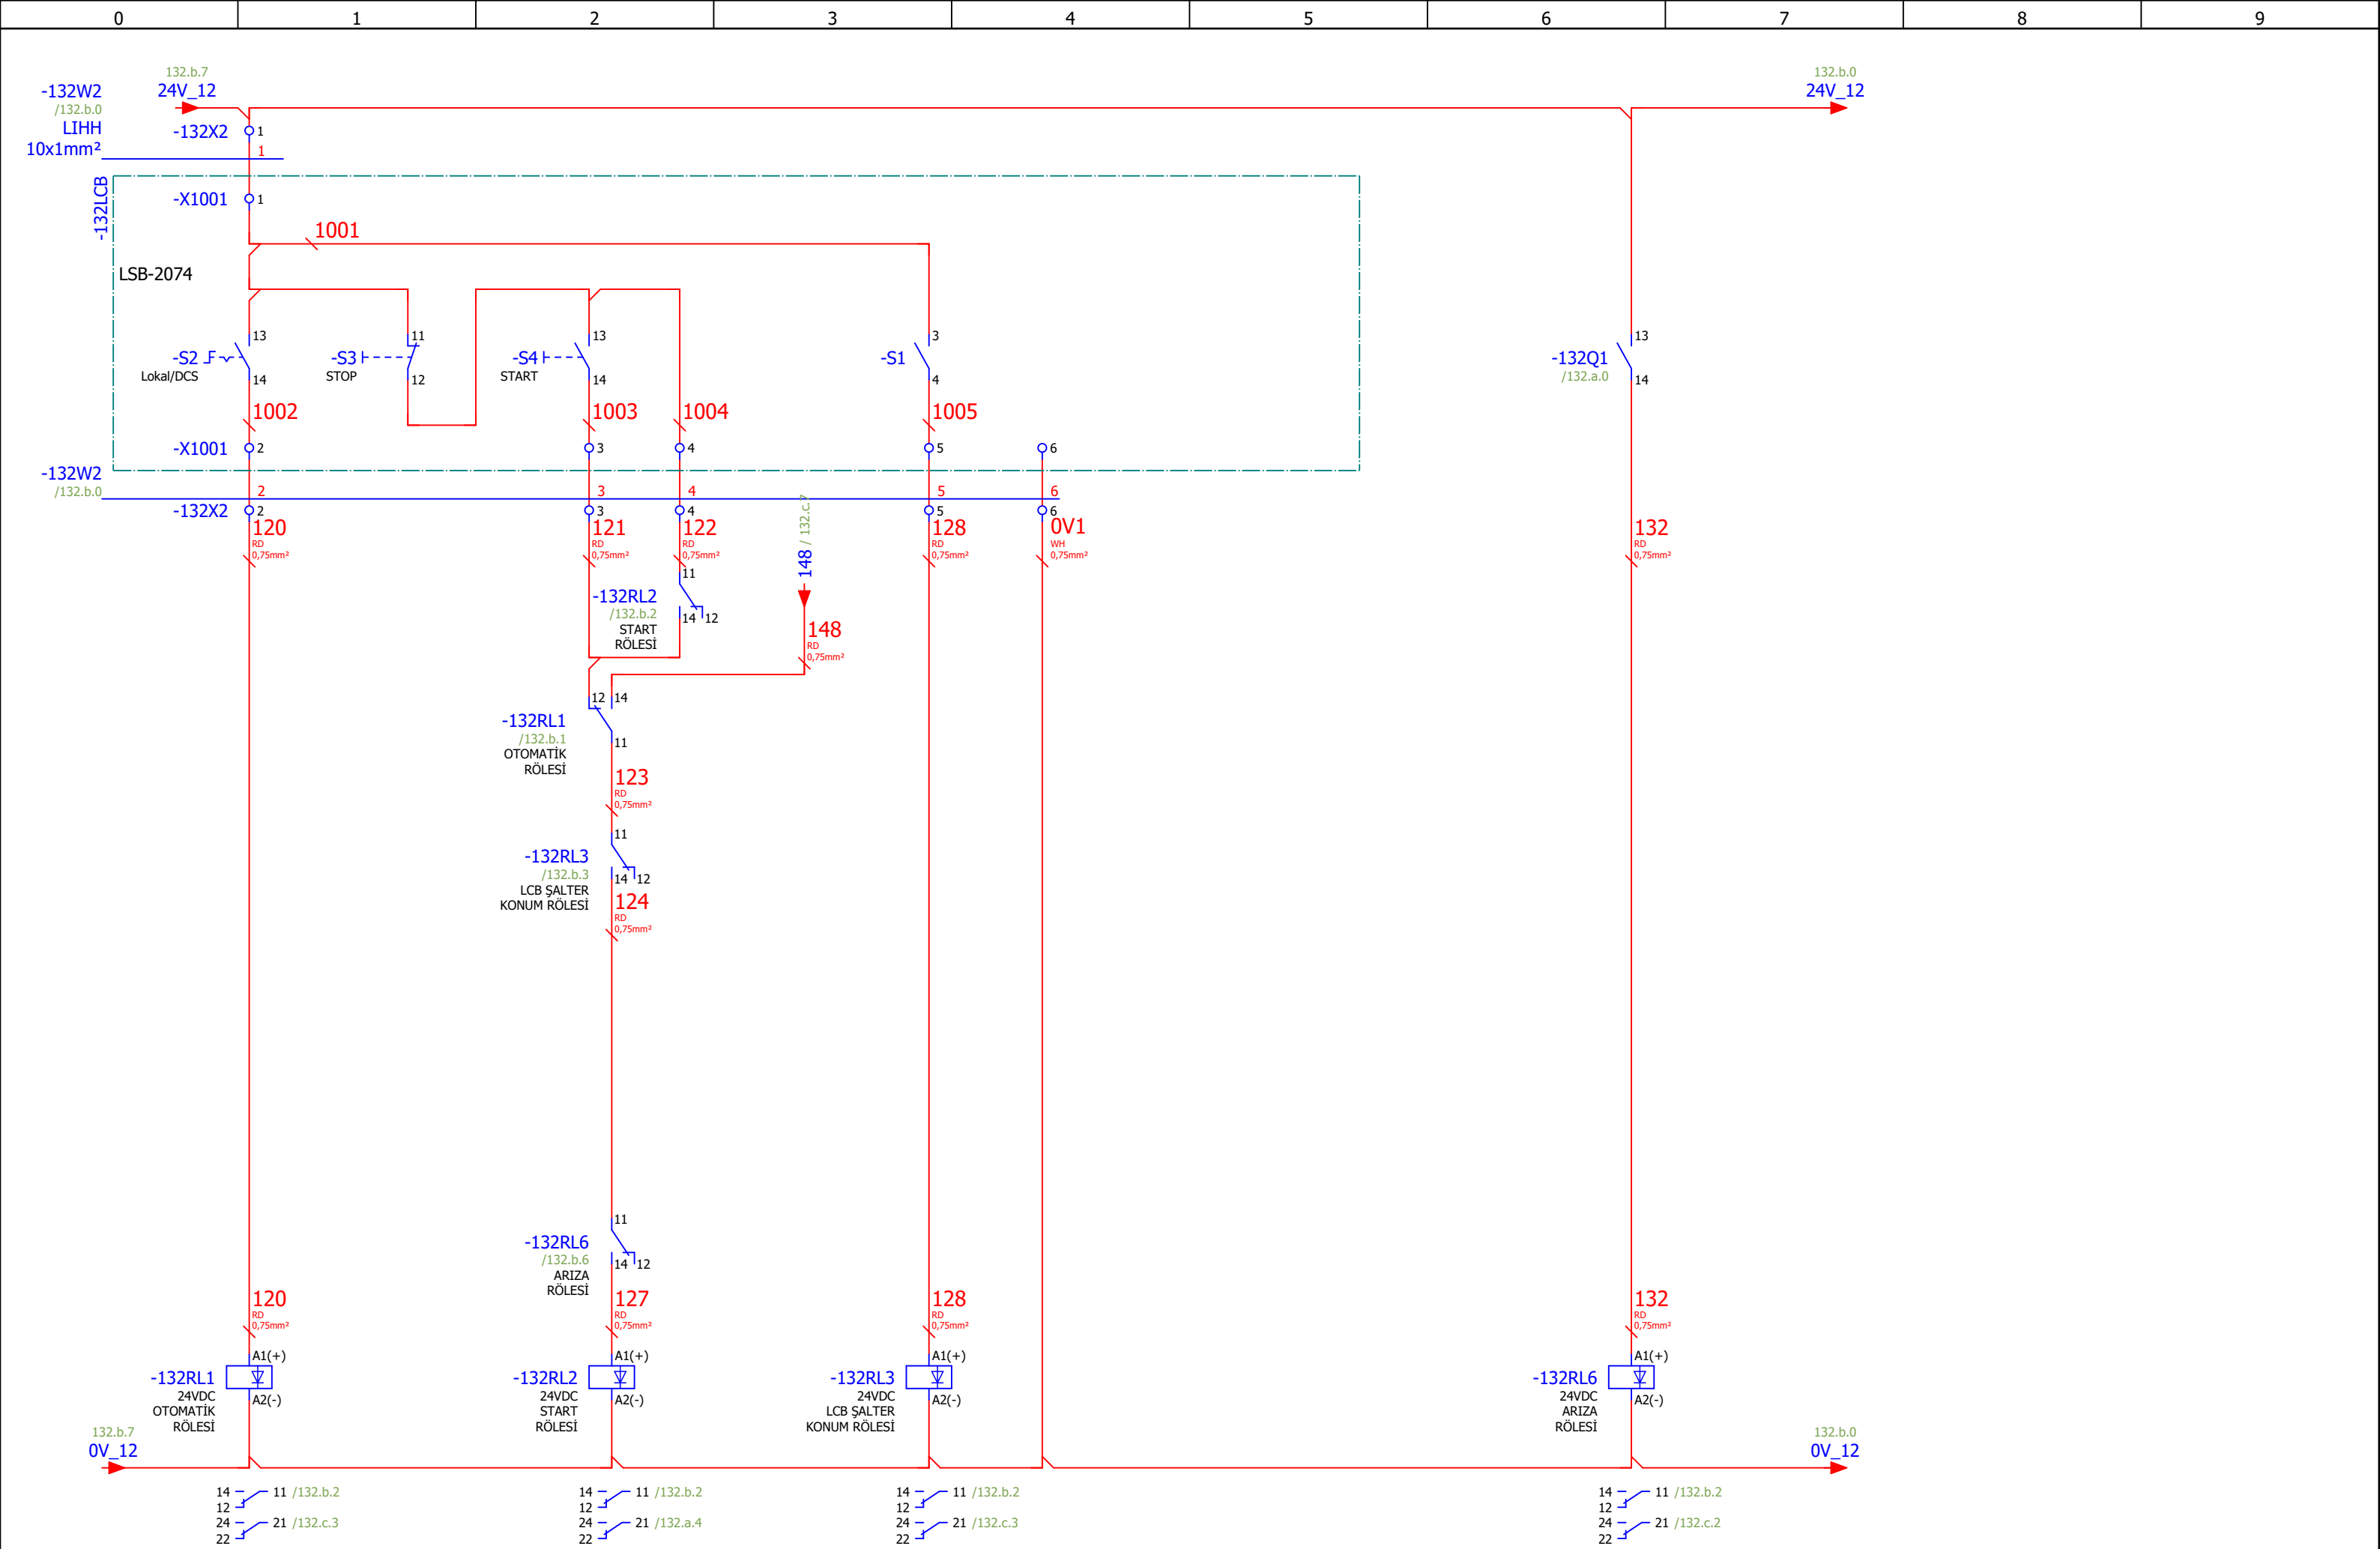 0 1 2 3 4 5 6 7 8 9
132.b.7
24V_12
132.b.0
24V_12
-132W2
/132.b.0
LIHH
10x1mm²
-132X2 1
1
-132LCB
-X1001 1
1001
LSB-2074
-S2
Lokal/DCS
13
14
-S3
STOP
11
12
-S4
START
13
14
-S1
3
4
-132Q1
/132.a.0
13
14
1002
1003
1004
1005
-X1001 2 3 4 5 6
-132W2
/132.b.0
2 3 4 5 6
-132X2 2 3 4 5 6
120
RD
0,75mm²
121
RD
0,75mm²
122
RD
0,75mm²
148 / 132.c.7
128
RD
0,75mm²
0V1
WH
0,75mm²
132
RD
0,75mm²
-132RL2
/132.b.2
START
RÖLESİ
11
14 12
148
RD
0,75mm²
12 14
-132RL1
/132.b.1
OTOMATİK
RÖLESİ
11
123
RD
0,75mm²
11
-132RL3
/132.b.3
LCB ŞALTER
KONUM RÖLESİ
14 12
124
RD
0,75mm²
11
-132RL6
/132.b.6
ARIZA
RÖLESİ
14 12
120
RD
0,75mm²
127
RD
0,75mm²
128
RD
0,75mm²
132
RD
0,75mm²
-132RL1
24VDC
OTOMATİK
RÖLESİ
A1(+)
A2(-)
-132RL2
24VDC
START
RÖLESİ
A1(+)
A2(-)
-132RL3
24VDC
LCB ŞALTER
KONUM RÖLESİ
A1(+)
A2(-)
-132RL6
24VDC
ARIZA
RÖLESİ
A1(+)
A2(-)
132.b.7
0V_12
132.b.0
0V_12
14 11 /132.b.2
12
24 21 /132.c.3
22
14 11 /132.b.2
12
24 21 /132.a.4
22
14 11 /132.b.2
12
24 21 /132.c.3
22
14 11 /132.b.2
12
24 21 /132.c.2
22